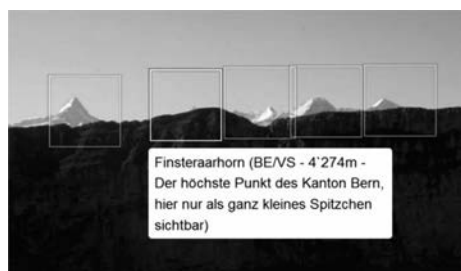 Finsteraarhorn (BE/VS - 4`274m -
Der höchste Punkt des Kanton Bern,
hier nur als ganz kleines Spitzchen
sichtbar)